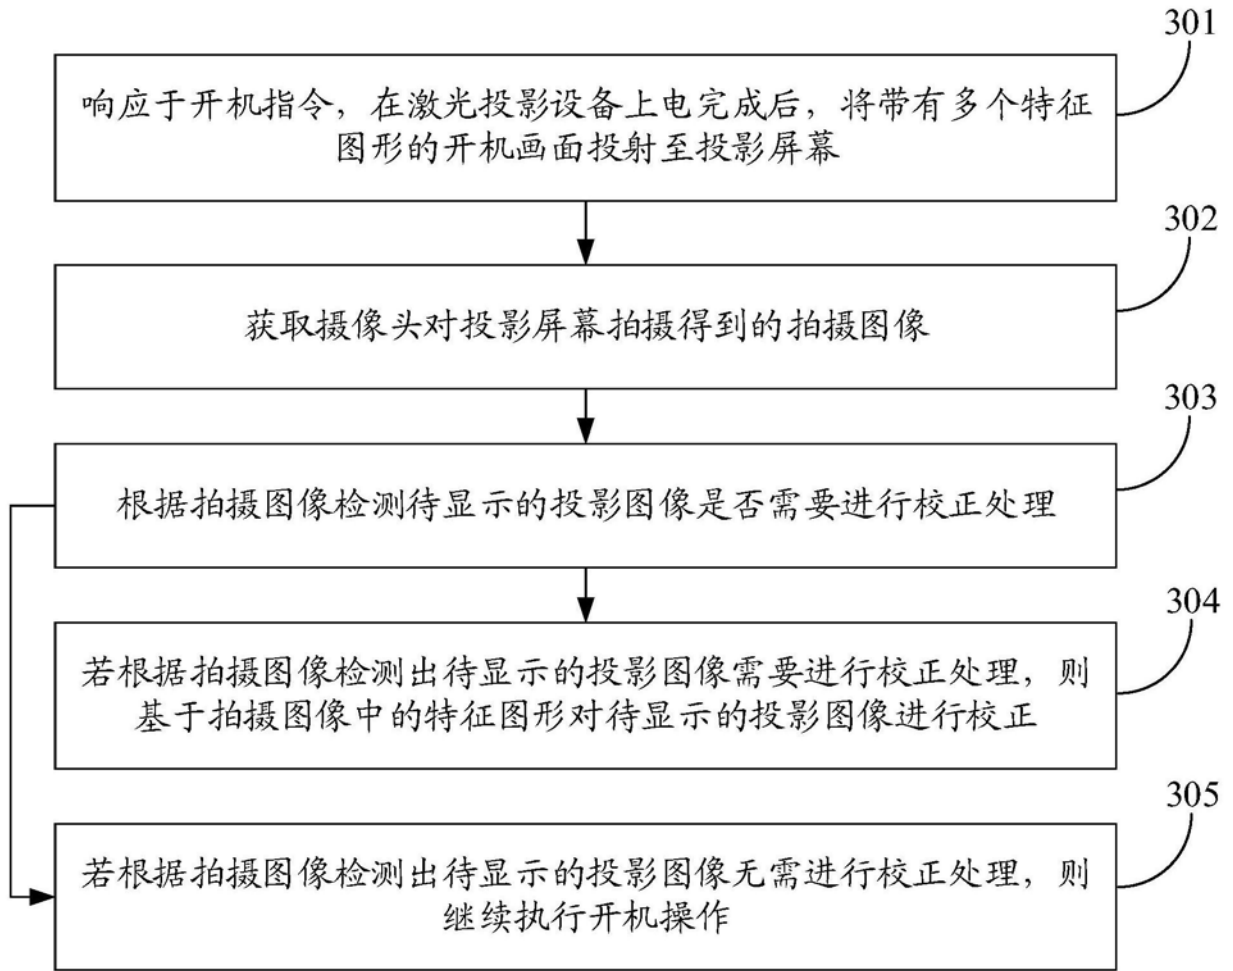 301
响应于开机指令，在激光投影设备上电完成后，将带有多个特征
图形的开机画面投射至投影屏幕
302
获取摄像头对投影屏幕拍摄得到的拍摄图像
303
根据拍摄图像检测待显示的投影图像是否需要进行校正处理
304
若根据拍摄图像检测出待显示的投影图像需要进行校正处理，则
基于拍摄图像中的特征图形对待显示的投影图像进行校正
305
若根据拍摄图像检测出待显示的投影图像无需进行校正处理，则
继续执行开机操作